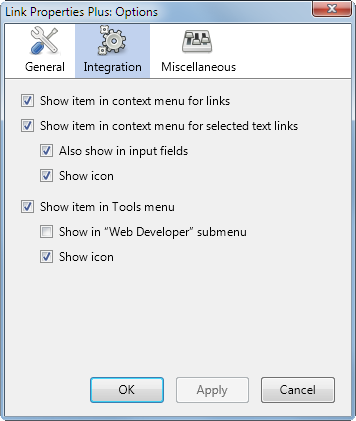 Link Properties Plus: Options
General Integration Miscellaneous
Show item in context menu for links
Show item in context menu for selected text links
Also show in input fields
Show icon
Show item in Tools menu
Show in “Web Developer” submenu
Show icon
OK Apply Cancel